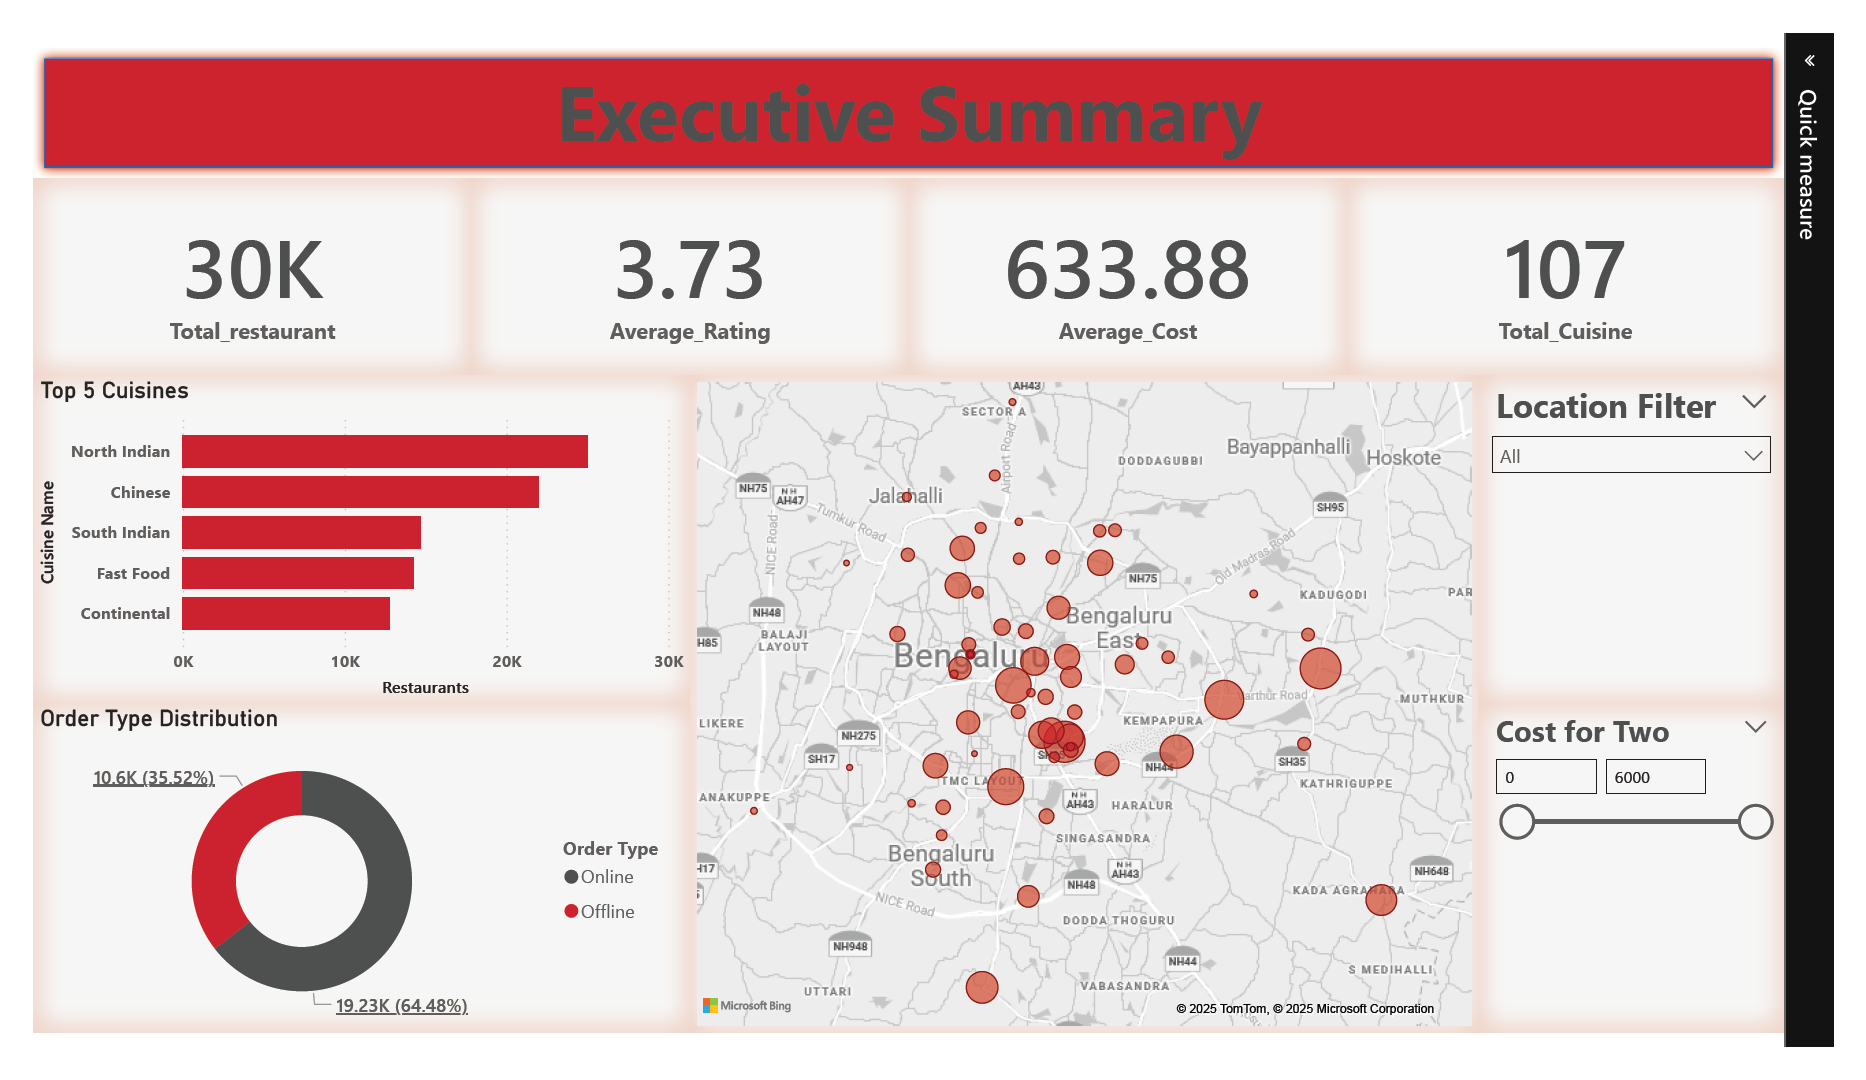 Executive Summary
«
Quick measure
30K
Total_restaurant
3.73
Average_Rating
633.88
Average_Cost
107
Total_Cuisine
Top 5 Cuisines
Cuisine Name
North Indian
Chinese
South Indian
Fast Food
Continental
0K 10K 20K 30K
Restaurants
Order Type Distribution
10.6K (35.52%)
19.23K (64.48%)
Order Type
Online
Offline
AH43
SECTOR A
Airport Road
Bayappanhalli
Hoskote
DODDAGUBBI
NH75
NH
AH47
Jalahalli
SH95
Tumkur Road
NICE Road
Old Madras Road
NH75
KADUGODI
PAR
NH48
Bengaluru
East
BALAJI
LAYOUT
H85
Bengaluru
arthur Road
MUTHKUR
LIKERE
KEMPAPURA
NH275
SH17
NH44
SH35
TMC LAYOUT
KATHRIGUPPE
ANAKUPPE
NH
AH43
HARALUR
SINGASANDRA
Bengaluru
South
H17
NH
AH43
NH48
NH648
KADA AGRAHARA
NICE Road
DODDA THOGURU
NH948
NH44
S MEDIHALLI
UTTARI
VABASANDRA
Microsoft Bing
© 2025 TomTom, © 2025 Microsoft Corporation
Location Filter
All
Cost for Two
0 6000